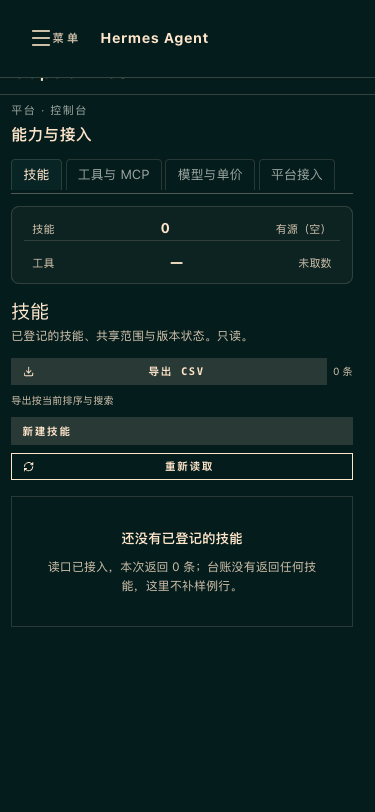 菜单 Hermes Agent
平台 · 控制台
能力与接入
技能 工具与 MCP 模型与单价 平台接入
技能 0 有源（空）
工具 — 未取数
技能
已登记的技能、共享范围与版本状态。只读。
导出 CSV 0 条
导出按当前排序与搜索
新建技能
重新读取
还没有已登记的技能
读口已接入，本次返回 0 条；台账没有返回任何技
能，这里不补样例行。